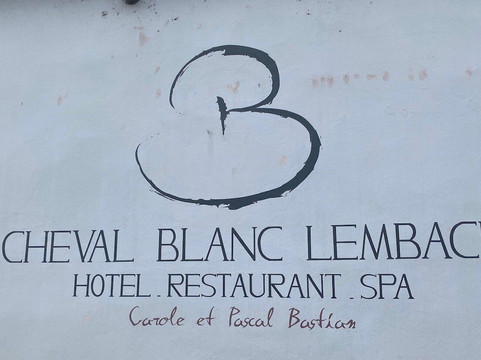 B
CHEVAL BLANC LEMBAC
HOTEL.RESTAURANT.SPA
Carole et Pascal Bastian